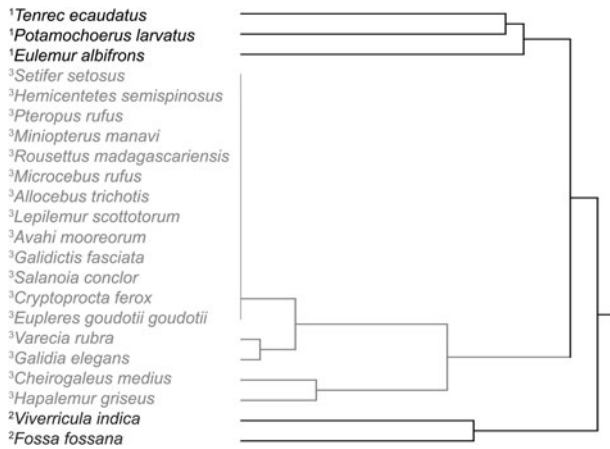 ¹Tenrec ecaudatus
¹Potamochoerus larvatus
¹Eulemur albifrons
³Setifer setosus
³Hemicentetes semispinosus
³Pteropus rufus
³Miniopterus manavi
³Rousettus madagascariensis
³Microcebus rufus
³Allocebus trichotis
³Lepilemur scottotorum
³Avahi mooreorum
³Galidictis fasciata
³Salanoia conclor
³Cryptoprocta ferox
³Eupleres goudotii goudotii
³Varecia rubra
³Galidia elegans
³Cheirogaleus medius
³Hapalemur griseus
²Viverricula indica
²Fossa fossana